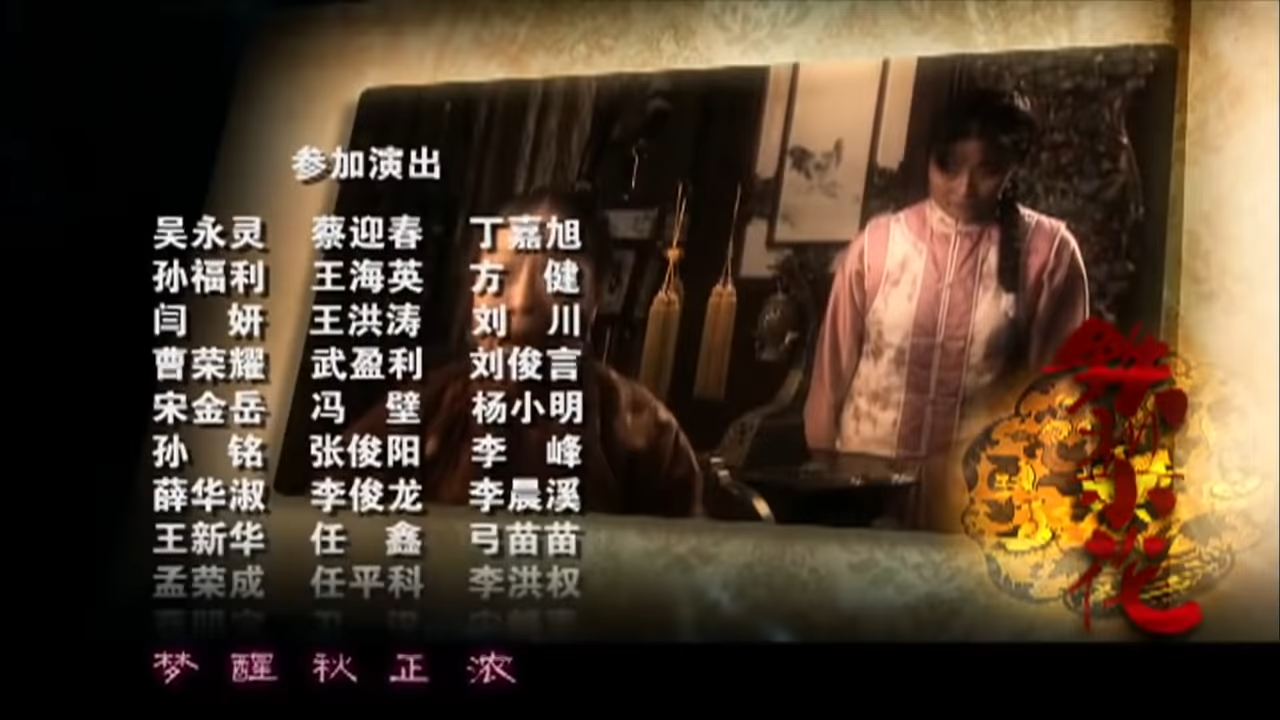 参加演出
吴永灵 蔡迎春 丁嘉旭
孙福利 王海英 方 健
闫 妍 王洪涛 刘 川
曹荣耀 武盈利 刘俊言
宋金岳 冯 壁 杨小明
孙 铭 张俊阳 李 峰
薛华淑 李俊龙 李晨溪
王新华 任 鑫 弓苗苗
孟荣成 任平科 李洪权
梦醒秋正浓